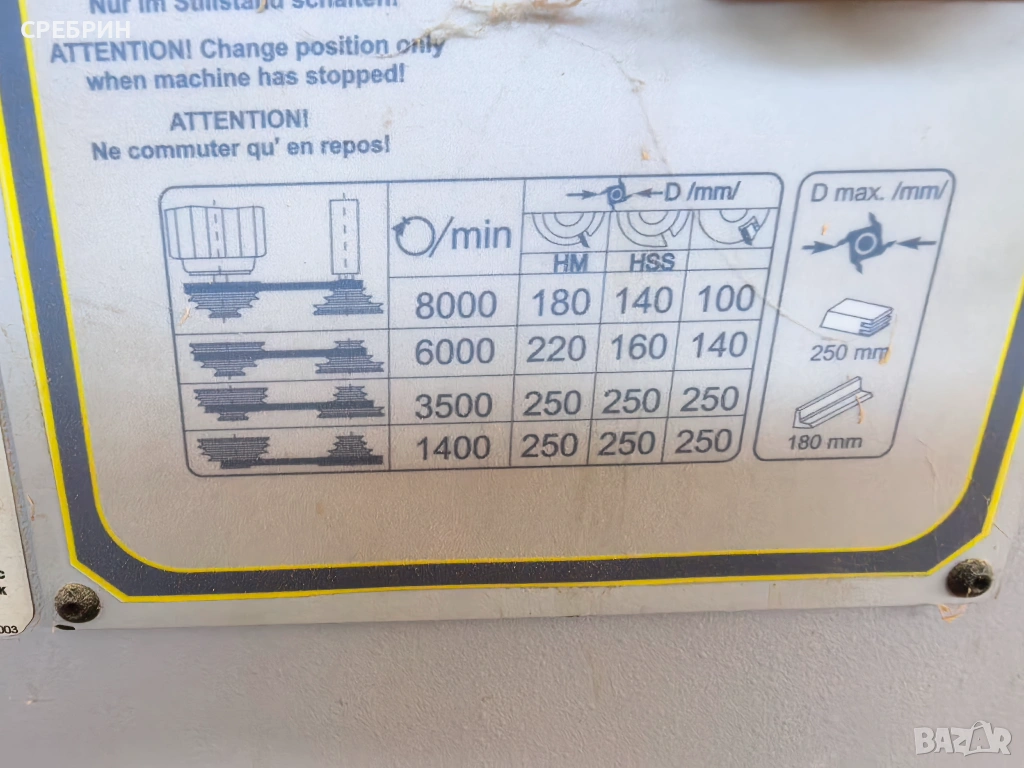 Nur im Stillstand schalten!
СРЕБРИН
ATTENTION! Change position only
when machine has stopped!
ATTENTION!
Ne commuter qu' en repos!
/min
D /mm/
HM HSS
8000 180 140 100
6000 220 160 140
3500 250 250 250
1400 250 250 250
D max. /mm/
250 mm
180 mm
003
BAZAR